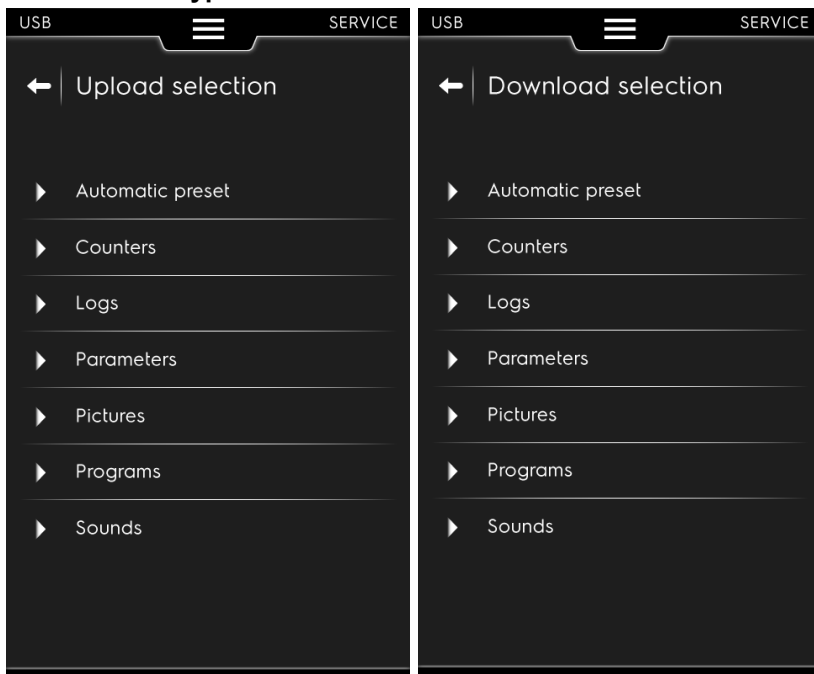 USB SERVICE
Upload selection
Automatic preset
Counters
Logs
Parameters
Pictures
Programs
Sounds
USB SERVICE
Download selection
Automatic preset
Counters
Logs
Parameters
Pictures
Programs
Sounds